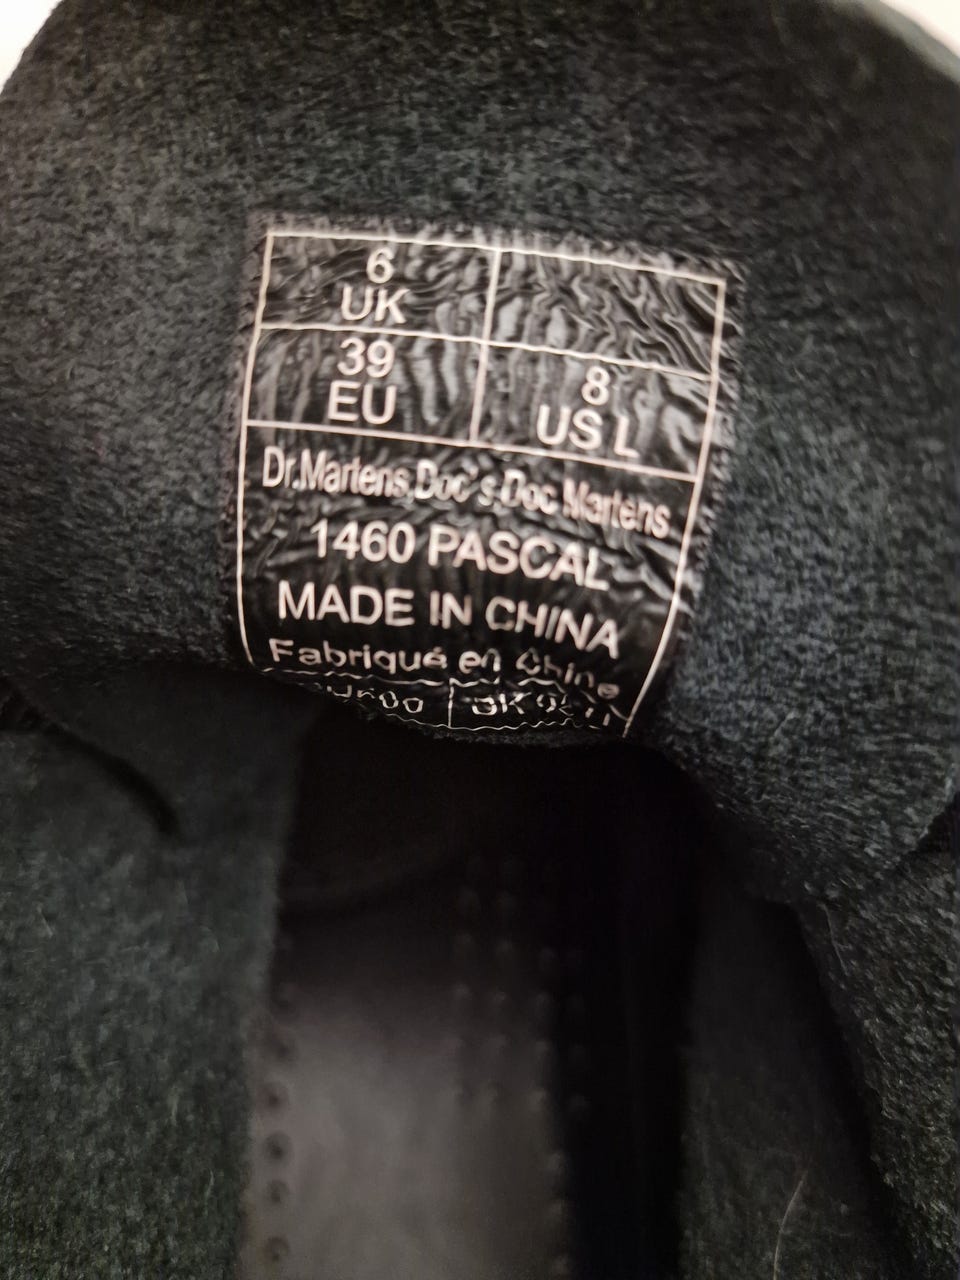 6
UK
39
EU
8
US L
Dr.Martens,Doc's,Doc Martens
1460 PASCAL
MADE IN CHINA
Fabriqué en Chine